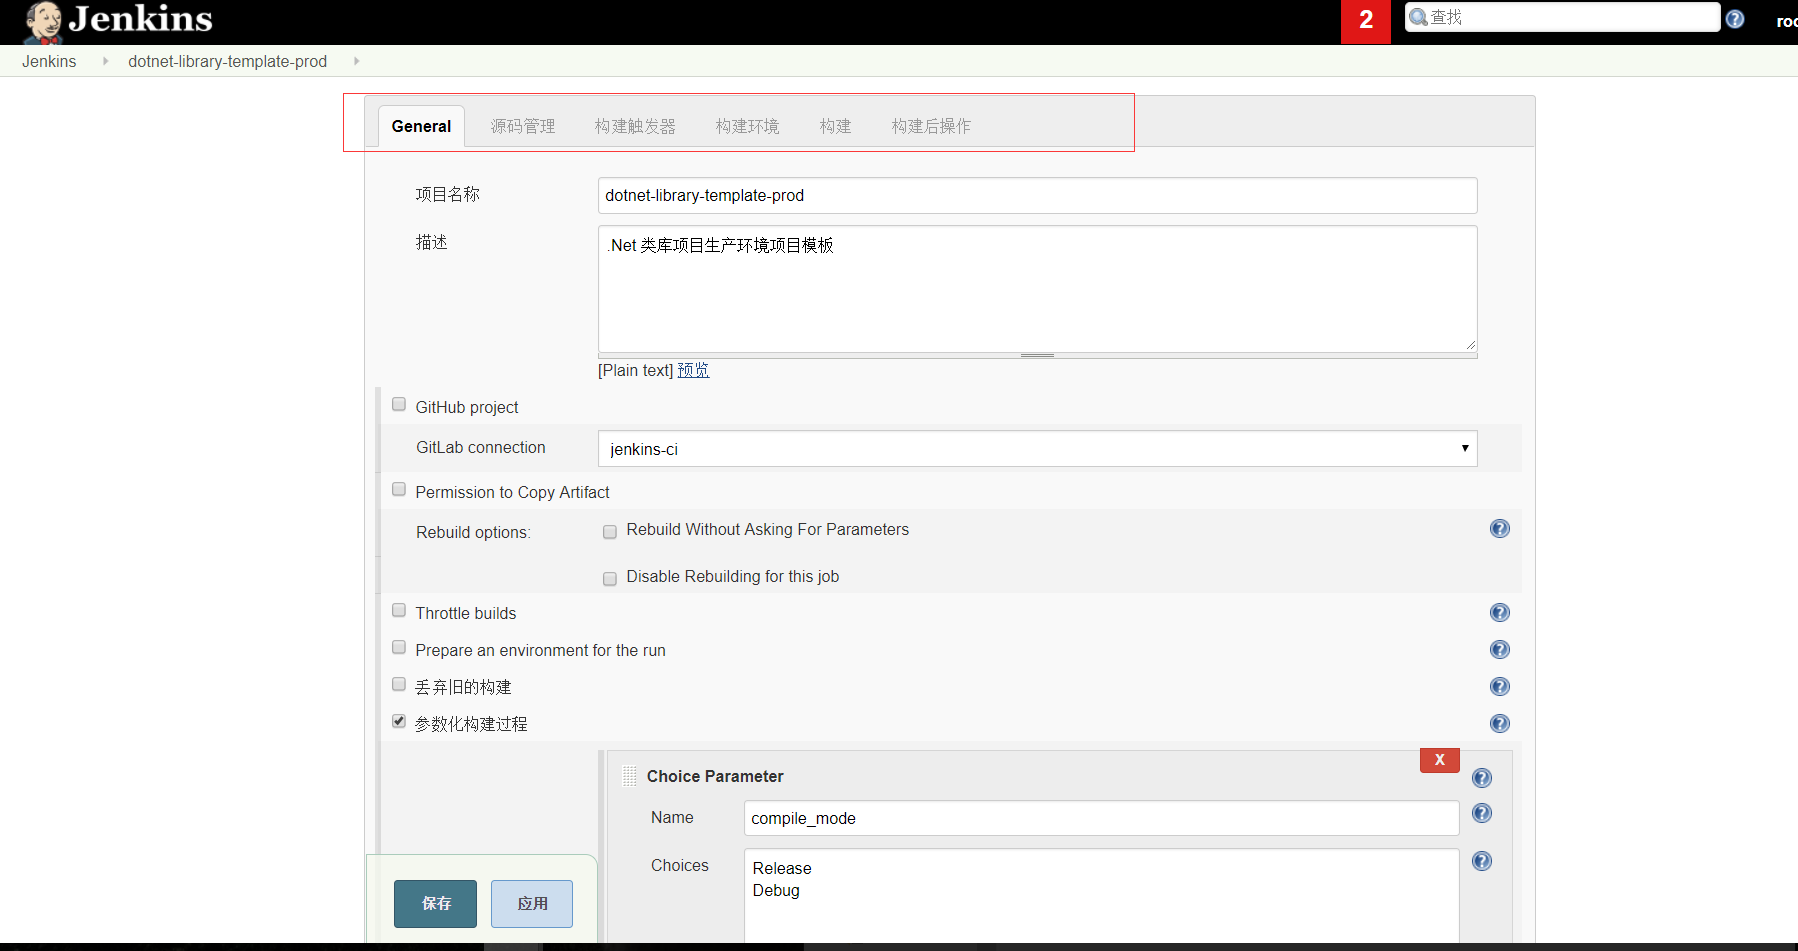 Jenkins
2
查找
Jenkins
dotnet-library-template-prod
General
源码管理
构建触发器
构建环境
构建
构建后操作
项目名称
dotnet-library-template-prod
描述
.Net 类库项目生产环境项目模板
[Plain text] 预览
GitHub project
GitLab connection
jenkins-ci
Permission to Copy Artifact
Rebuild options:
Rebuild Without Asking For Parameters
Disable Rebuilding for this job
Throttle builds
Prepare an environment for the run
丢弃旧的构建
参数化构建过程
X
Choice Parameter
Name
compile_mode
Choices
Release
Debug
保存
应用